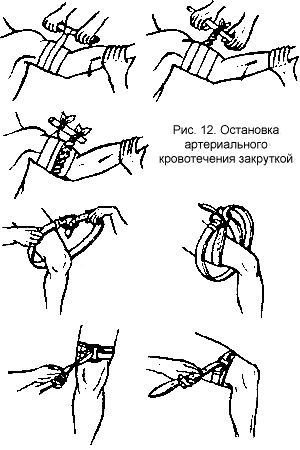 Рис. 12. Остановка
артериального
кровотечения закруткой